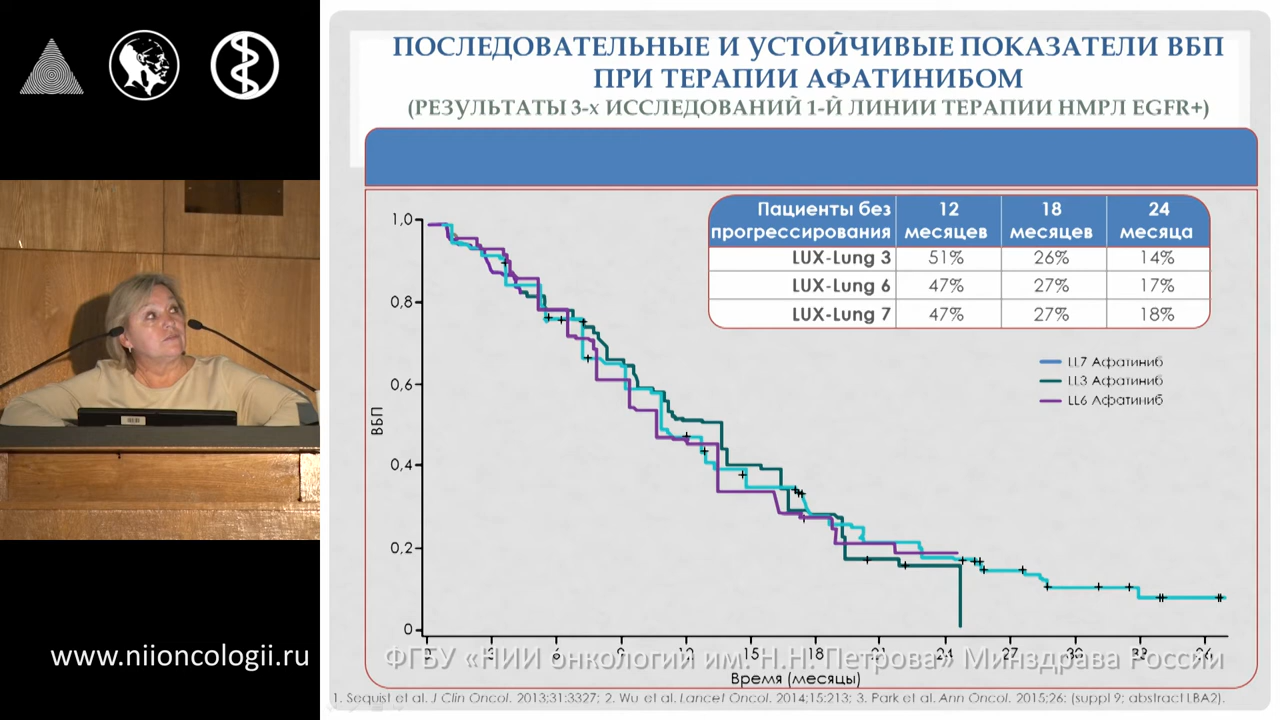 ПОСЛЕДОВАТЕЛЬНЫЕ И УСТОЙЧИВЫЕ ПОКАЗАТЕЛИ ВБП
ПРИ ТЕРАПИИ АФАТИНИБОМ
(РЕЗУЛЬТАТЫ 3-х ИССЛЕДОВАНИЙ 1-Й ЛИНИИ ТЕРАПИИ НМРЛ EGFR+)
Пациенты без прогрессирования 12 месяцев 18 месяцев 24 месяца
LUX-Lung 3 51% 26% 14%
LUX-Lung 6 47% 27% 17%
LUX-Lung 7 47% 27% 18%
LL7 Афатиниб
LL3 Афатиниб
LL6 Афатиниб
ВБП
1,0
0,8
0,6
0,4
0,2
0
0 3 6 9 12 15 18 21 24 27 30 33 36
Время (месяцы)
www.niioncologii.ru
ФГБУ «НИИ онкологии им. Н.Н. Петрова» Минздрава России
1. Sequist et al. J Clin Oncol. 2013;31:3327; 2. Wu et al. Lancet Oncol. 2014;15:213; 3. Park et al. Ann Oncol. 2015;26: (suppl 9; abstract LBA2).